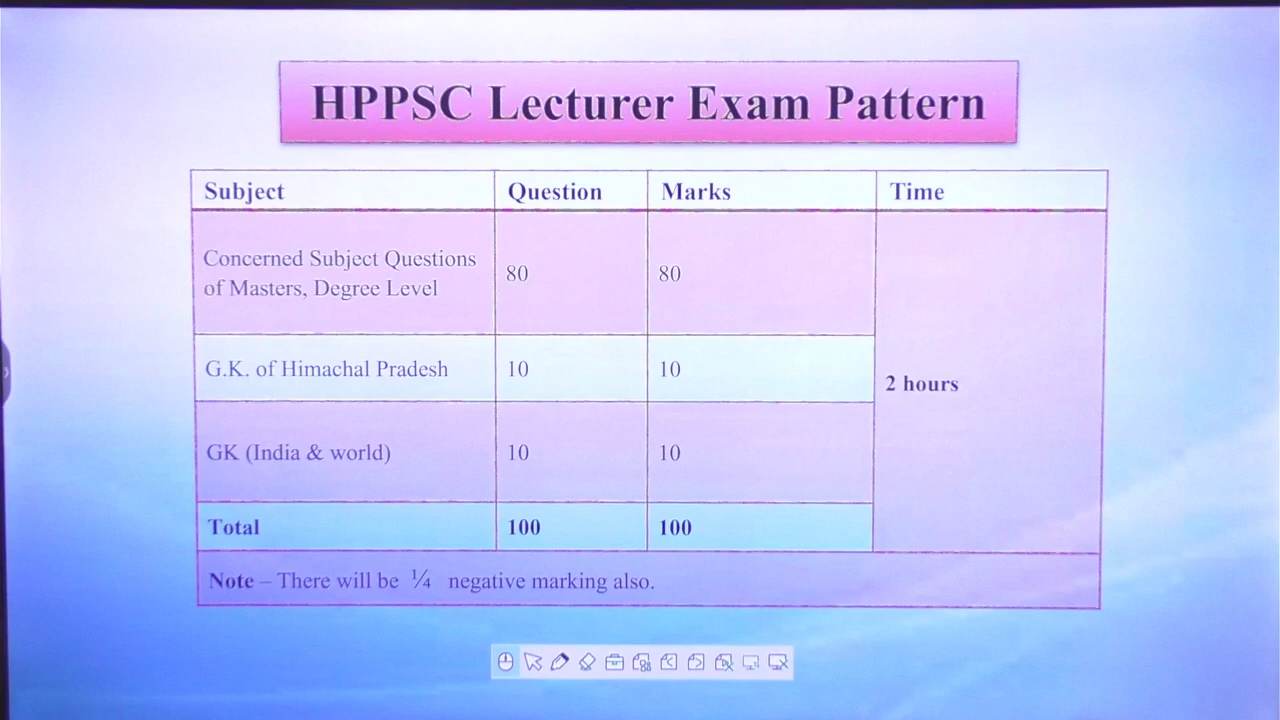 HPPSC Lecturer Exam Pattern
Subject Question Marks Time
Concerned Subject Questions
of Masters, Degree Level
80 80
G.K. of Himachal Pradesh 10 10
2 hours
GK (India & world) 10 10
Total 100 100
Note – There will be ¼ negative marking also.